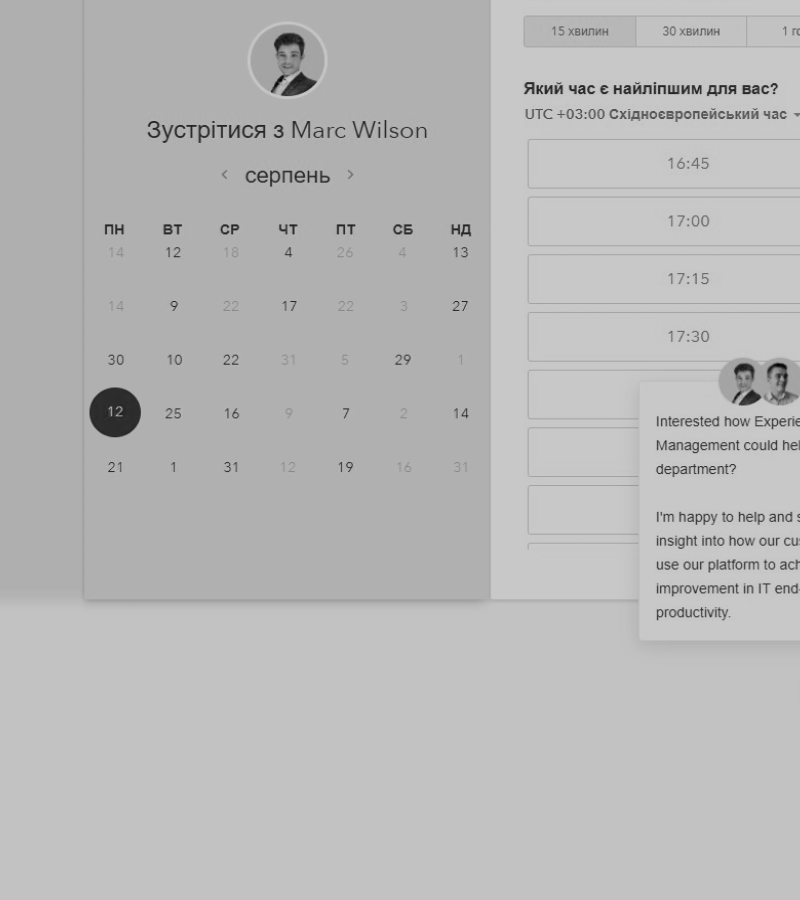 Зустрітися з Marc Wilson
серпень
ПН ВТ СР ЧТ ПТ СБ НД
14 12 18 4 26 4 13
14 9 22 17 22 3 27
30 10 22 31 5 29 1
12 25 16 9 7 2 14
21 1 31 12 19 16 31
15 хвилин 30 хвилин 1 го
Який час є найліпшим для вас?
UTC +03:00 Східноєвропейський час
16:45
17:00
17:15
17:30
Interested how Experie
Management could hel
department?
I'm happy to help and s
insight into how our cus
use our platform to ach
improvement in IT end-
productivity.